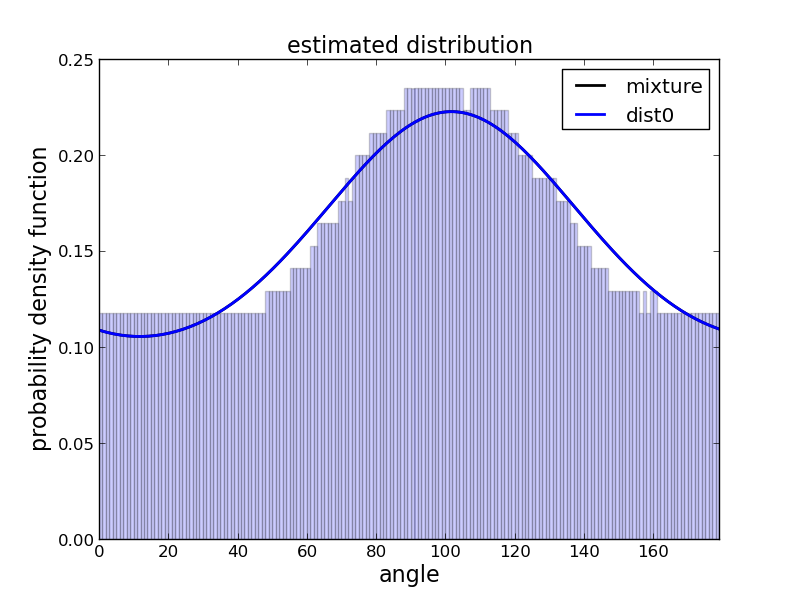 estimated distribution
mixture
dist0
probability density function
0.25
0.20
0.15
0.10
0.05
0.00
0 20 40 60 80 100 120 140 160
angle